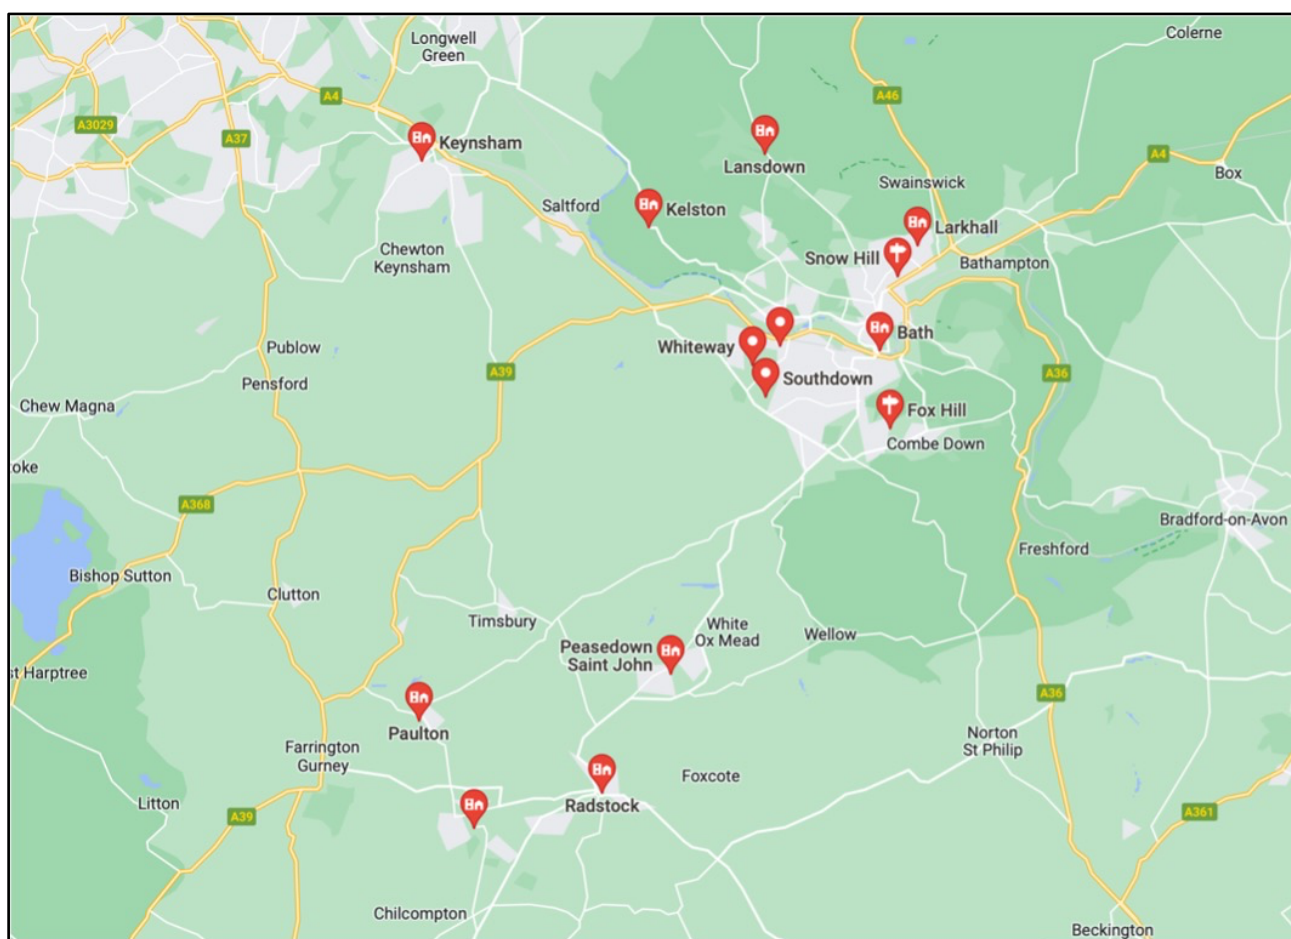 Longwell
Green
Colerne
A4
A46
A3029
A37
Keynsham
Lansdown
A4
Box
Swainswick
Saltford
Kelston
Larkhall
Chewton
Keynsham
Snow Hill
Bathampton
Publow
Whiteway
Bath
Pensford
A39
Southdown
A36
Chew Magna
Fox Hill
Combe Down
toke
A368
Bradford-on-Avon
Freshford
Bishop Sutton
Clutton
Timsbury
White
Ox Mead
Wellow
Peasedown
Saint John
st Harptree
A36
Paulton
Norton
St Philip
Farrington
Gurney
Foxcote
Litton
Radstock
A39
A361
Chilcompton
Beckington